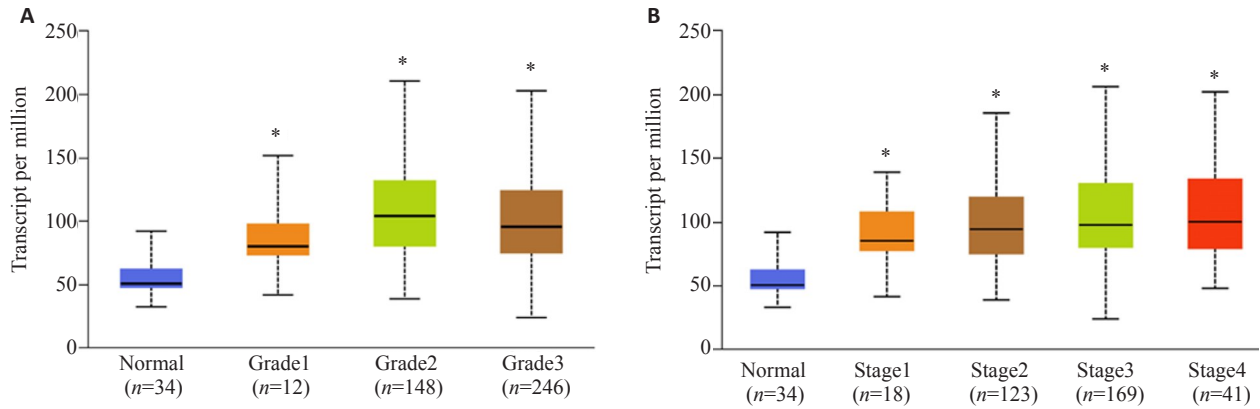 A
Transcript per million
250
200
150
100
50
0
*
*
*
Normal
(n=34)
Grade1
(n=12)
Grade2
(n=148)
Grade3
(n=246)
B
Transcript per million
250
200
150
100
50
0
*
*
*
*
Normal
(n=34)
Stage1
(n=18)
Stage2
(n=123)
Stage3
(n=169)
Stage4
(n=41)